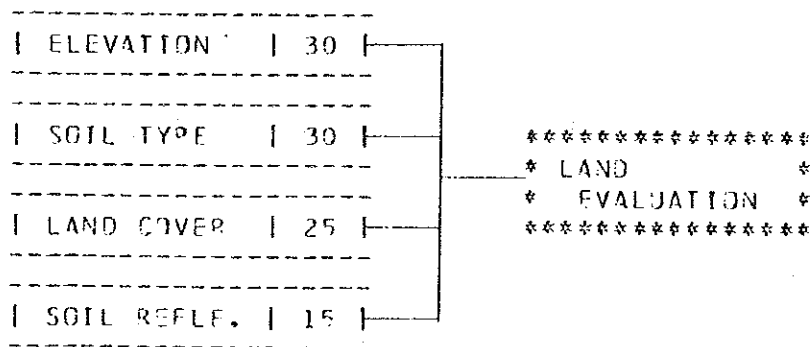 ELEVATION | 30
SOIL TYPE | 30
LAND COVER | 25
SOIL REFLE. | 15
LAND
EVALUATION